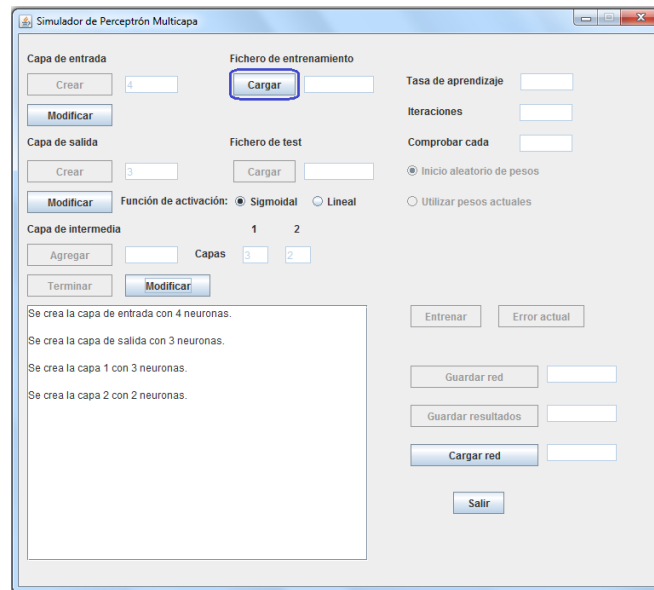 Simulador de Perceptrón Multicapa
Capa de entrada Fichero de entrenamiento
Crear 4 Cargar Tasa de aprendizaje
Modificar Iteraciones
Capa de salida Fichero de test Comprobar cada
Crear 3 Cargar Inicio aleatorio de pesos
Modificar Función de activación: Sigmoidal Lineal Utilizar pesos actuales
Capa de intermedia 1 2
Agregar Capas 3 2
Terminar Modificar
Se crea la capa de entrada con 4 neuronas.
Se crea la capa de salida con 3 neuronas.
Se crea la capa 1 con 3 neuronas.
Se crea la capa 2 con 2 neuronas.
Entrenar Error actual
Guardar red
Guardar resultados
Cargar red
Salir